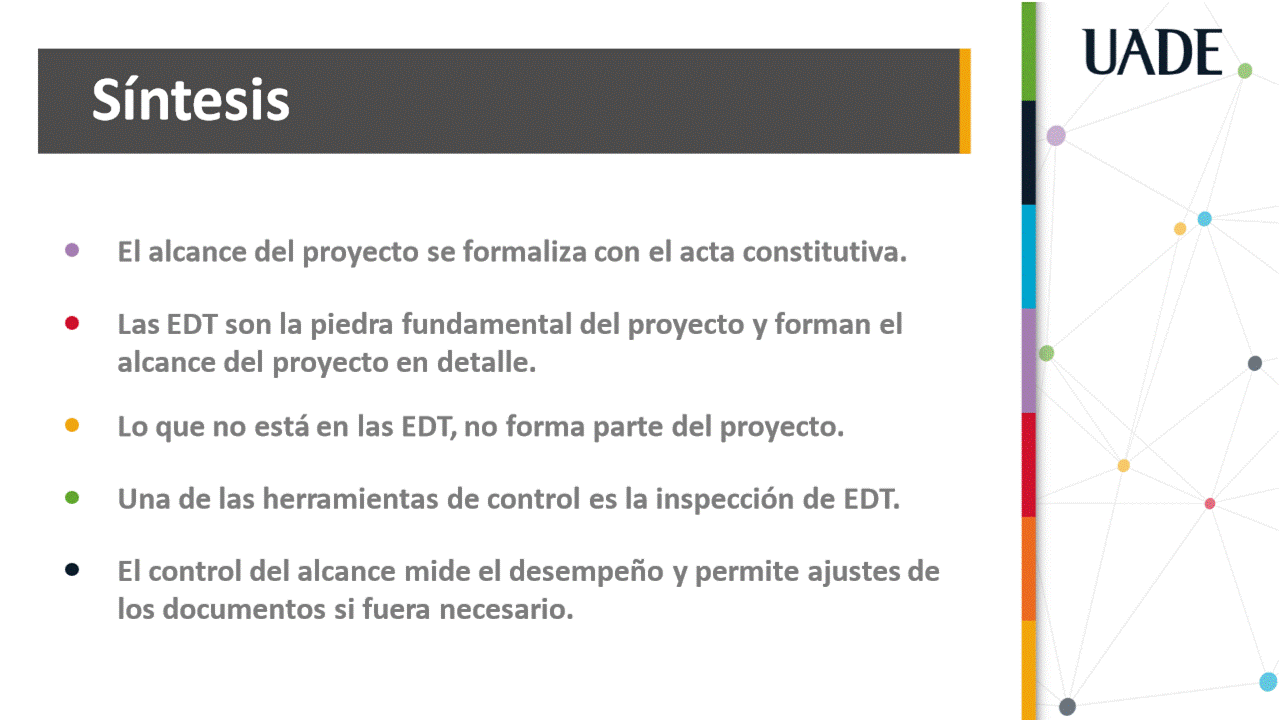 UADE
Síntesis
El alcance del proyecto se formaliza con el acta constitutiva.
Las EDT son la piedra fundamental del proyecto y forman el
alcance del proyecto en detalle.
Lo que no está en las EDT, no forma parte del proyecto.
Una de las herramientas de control es la inspección de EDT.
El control del alcance mide el desempeño y permite ajustes de
los documentos si fuera necesario.